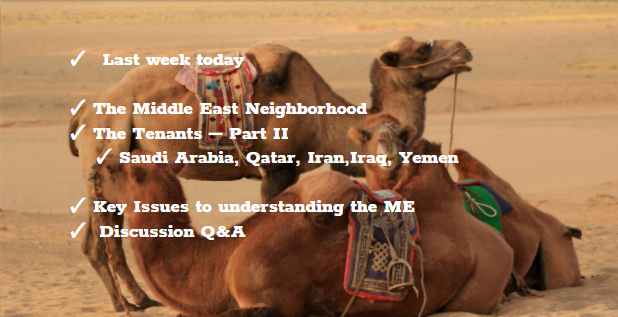 ✓ Last week today
✓ The Middle East Neighborhood
✓ The Tenants – Part II
✓ Saudi Arabia, Qatar, Iran,Iraq, Yemen
✓ Key Issues to understanding the ME
✓ Discussion Q&A